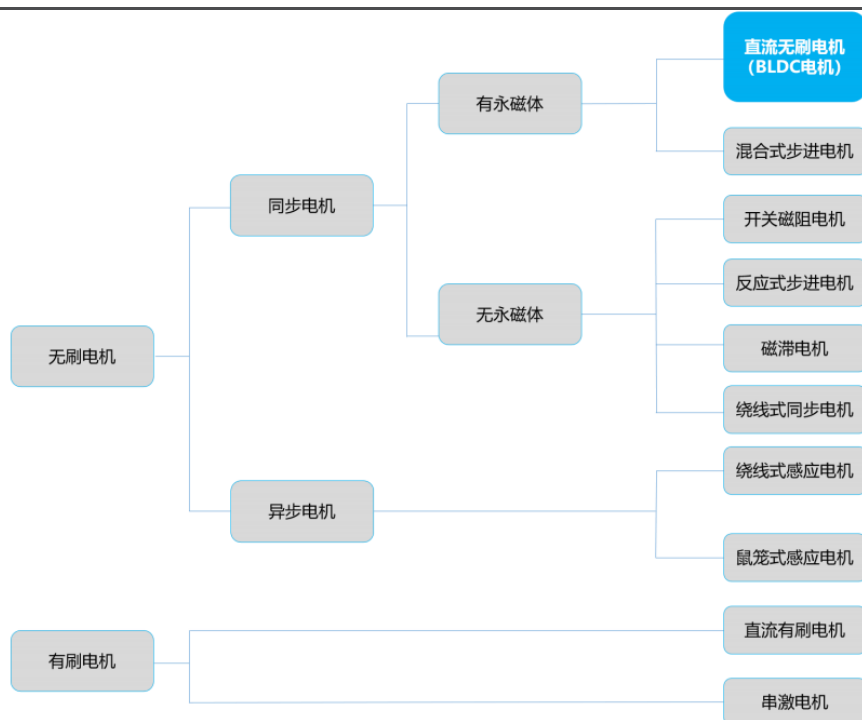 直流无刷电机
（BLDC电机）
有永磁体
混合式步进电机
同步电机
开关磁阻电机
反应式步进电机
无永磁体
无刷电机
磁滞电机
绕线式同步电机
绕线式感应电机
异步电机
鼠笼式感应电机
直流有刷电机
有刷电机
串激电机